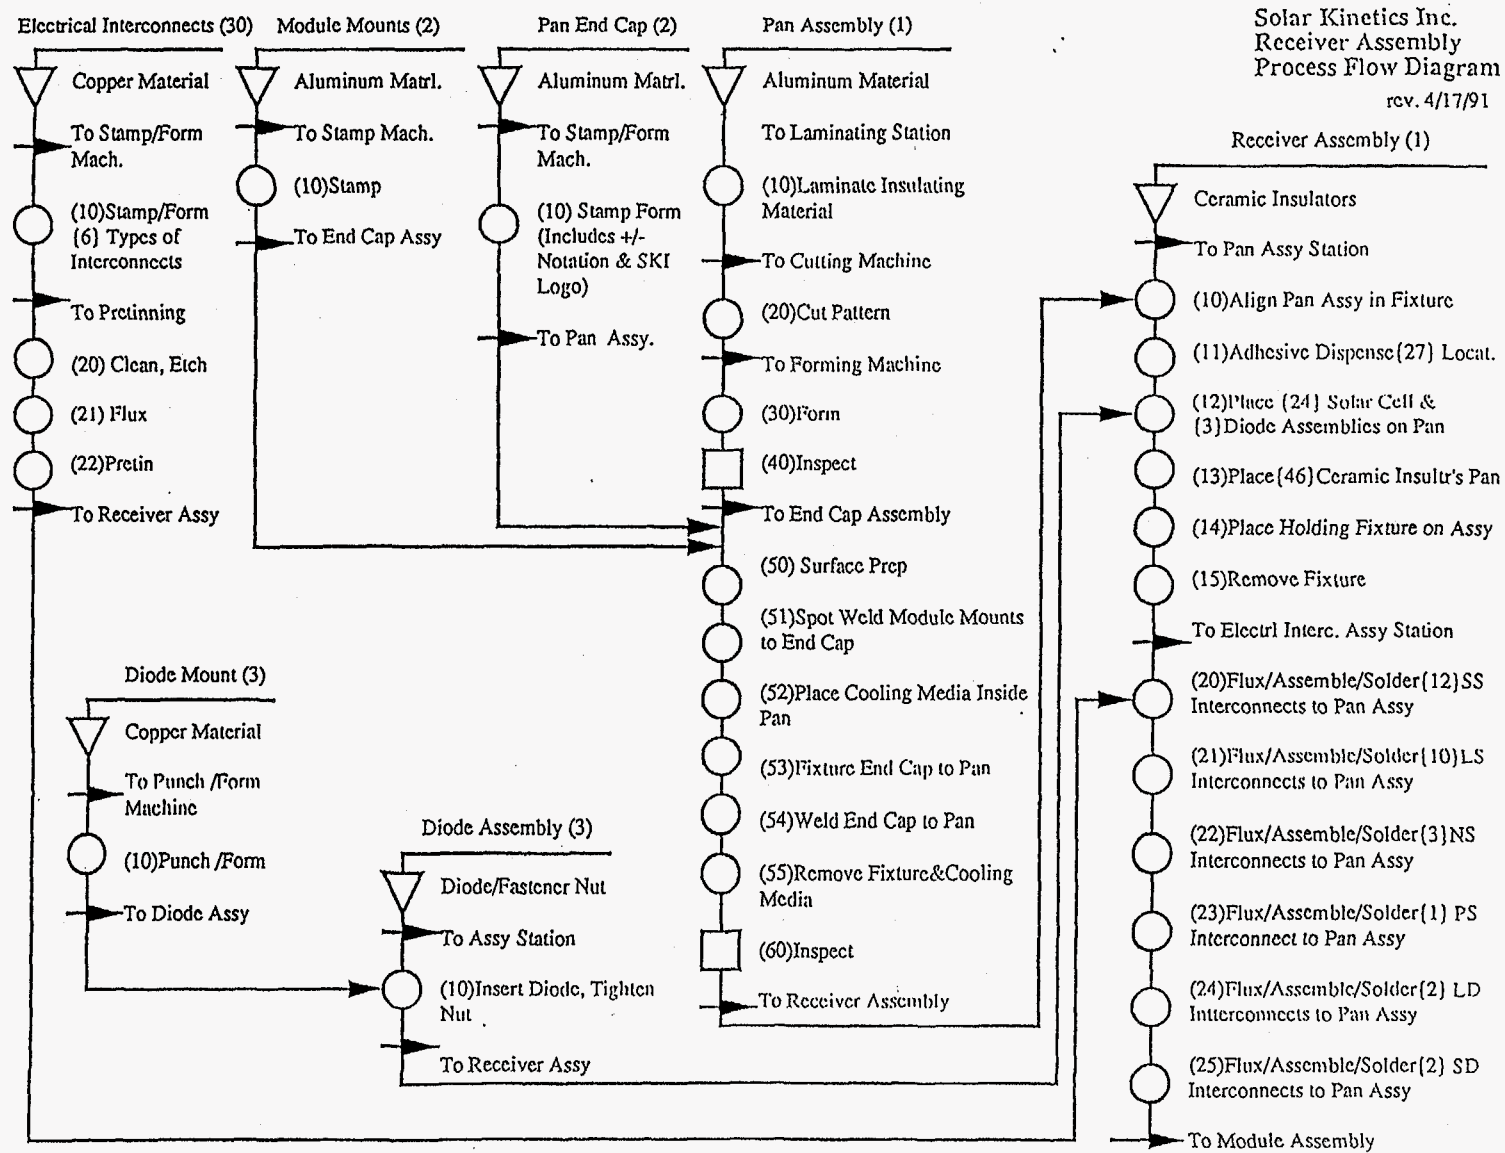 Solar Kinetics Inc.
Receiver Assembly
Process Flow Diagram
rev. 4/17/91
Electrical Interconnects (30)
Copper Material
To Stamp/Form
Mach.
(10)Stamp/Form
{6} Types of
Interconnects
To Pretinning
(20) Clean, Etch
(21) Flux
(22)Pretin
To Receiver Assy
Module Mounts (2)
Aluminum Matrl.
To Stamp Mach.
(10)Stamp
To End Cap Assy
Pan End Cap (2)
Aluminum Matrl.
To Stamp/Form
Mach.
(10) Stamp Form
(Includes +/-
Notation & SKI
Logo)
To Pan Assy.
Pan Assembly (1)
Aluminum Material
To Laminating Station
(10)Laminate Insulating
Material
To Cutting Machine
(20)Cut Pattern
To Forming Machine
(30)Form
(40)Inspect
To End Cap Assembly
(50) Surface Prep
(51)Spot Weld Module Mounts
to End Cap
(52)Place Cooling Media Inside
Pan
(53)Fixture End Cap to Pan
(54)Weld End Cap to Pan
(55)Remove Fixture&Cooling
Media
(60)Inspect
To Receiver Assembly
Diode Mount (3)
Copper Material
To Punch /Form
Machine
(10)Punch /Form
To Diode Assy
Diode Assembly (3)
Diode/Fastener Nut
To Assy Station
(10)Insert Diode, Tighten
Nut
To Receiver Assy
Receiver Assembly (1)
Ceramic Insulators
To Pan Assy Station
(10)Align Pan Assy in Fixture
(11)Adhesive Dispense{27} Locat.
(12)Place {24} Solar Cell &
{3}Diode Assemblies on Pan
(13)Place{46}Ceramic Insultr's Pan
(14)Place Holding Fixture on Assy
(15)Remove Fixture
To Electrl Interc. Assy Station
(20)Flux/Assemble/Solder{12}SS
Interconnects to Pan Assy
(21)Flux/Assemble/Solder{10}LS
Interconnects to Pan Assy
(22)Flux/Assemble/Solder{3}NS
Interconnects to Pan Assy
(23)Flux/Assemble/Solder{1} PS
Interconnect to Pan Assy
(24)Flux/Assemble/Solder{2} LD
Intterconnects to Pan Assy
(25)Flux/Assemble/Solder{2} SD
Interconnects to Pan Assy
To Module Assembly